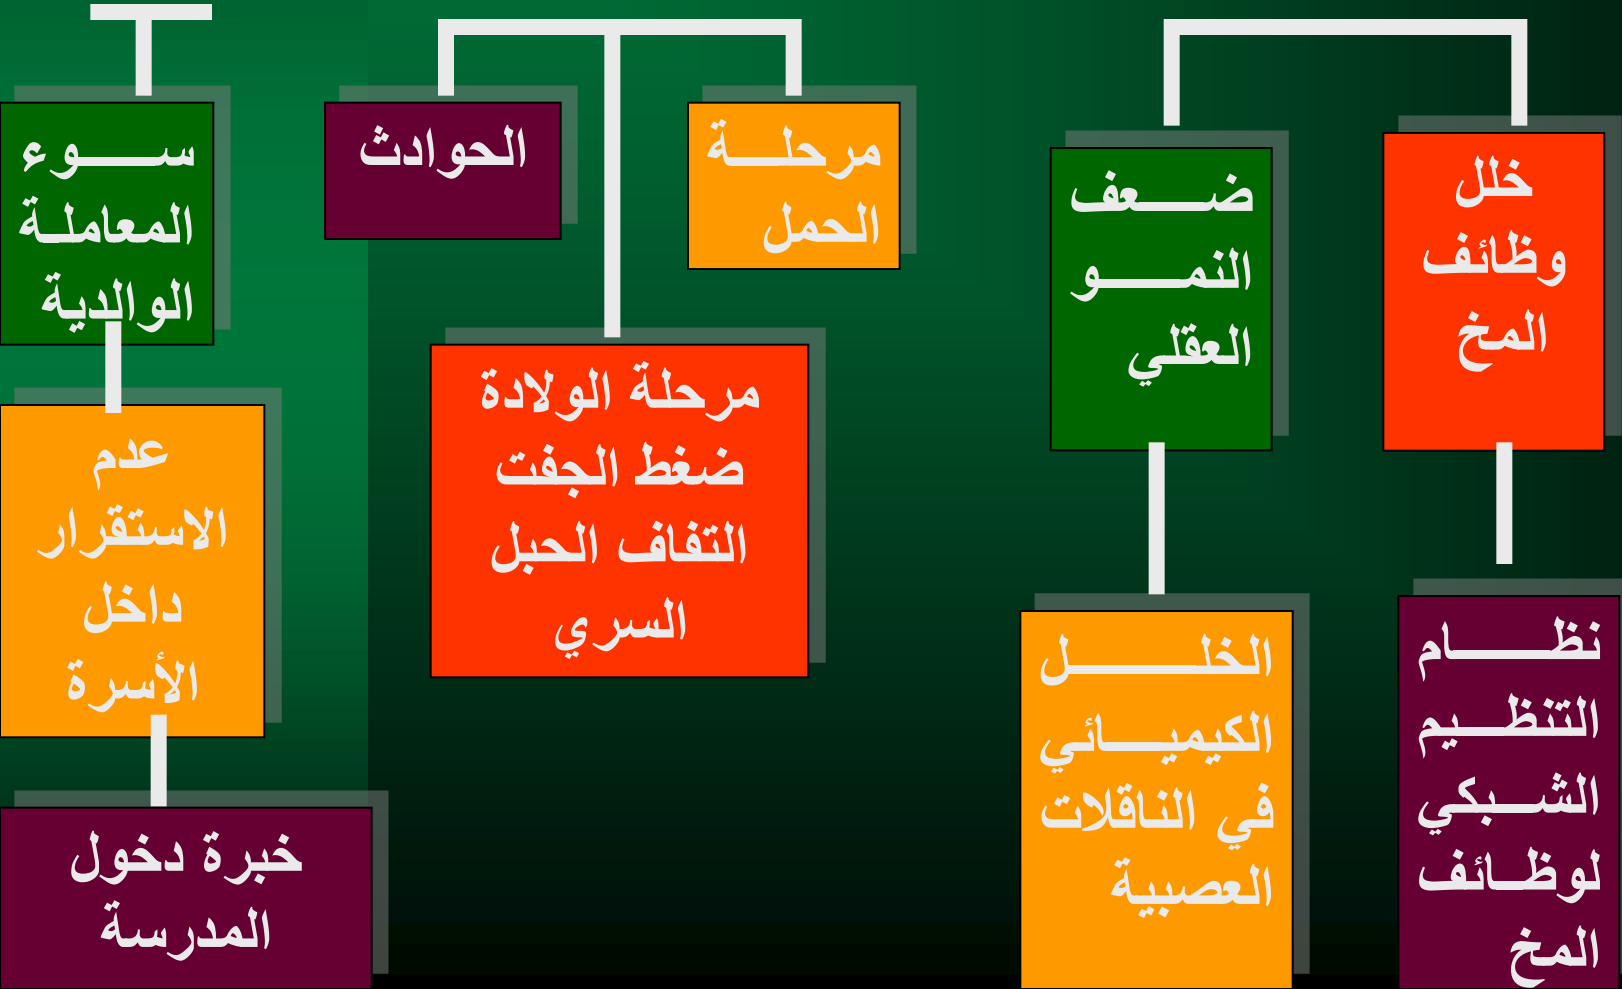 خلل
وظائف
المخ
ضعف
النمو
العقلي
نظام
التنظيم
الشبكي
لوظائف
المخ
الخلل
الكيميائي
في الناقلات
العصبية
مرحلة
الحمل
الحوادث
مرحلة الولادة
ضغط الجفت
التفاف الحبل
السري
سوء
المعاملة
الوالدية
عدم
الاستقرار
داخل
الأسرة
خبرة دخول
المدرسة